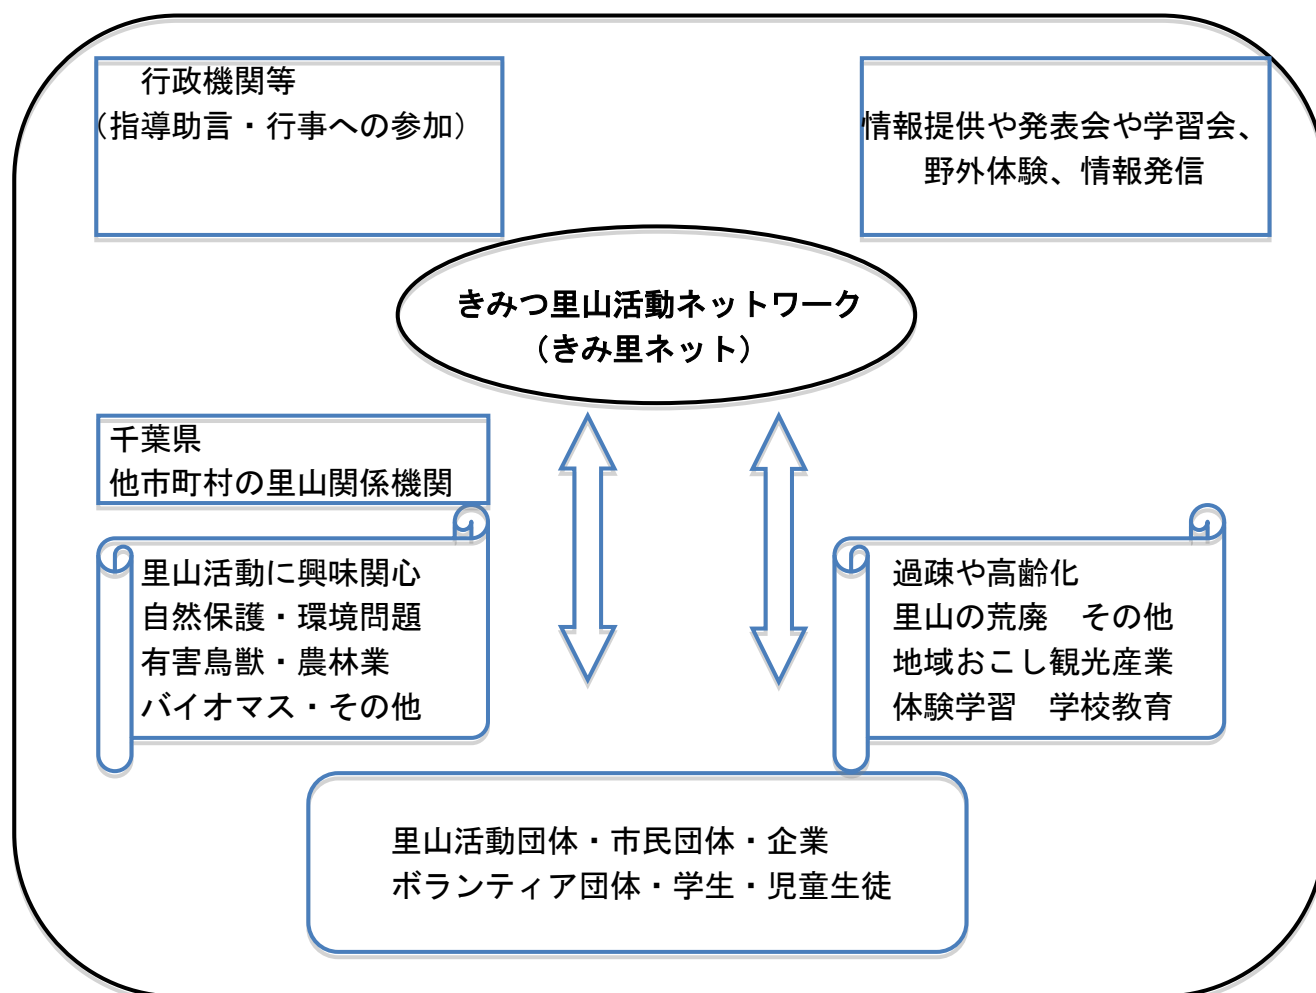 行政機関等
（指導助言・行事への参加）
情報提供や発表会や学習会、
野外体験、情報発信
きみつ里山活動ネットワーク
（きみ里ネット）
千葉県
他市町村の里山関係機関
里山活動に興味関心
自然保護・環境問題
有害鳥獣・農林業
バイオマス・その他
過疎や高齢化
里山の荒廃　その他
地域おこし観光産業
体験学習　学校教育
里山活動団体・市民団体・企業
ボランティア団体・学生・児童生徒